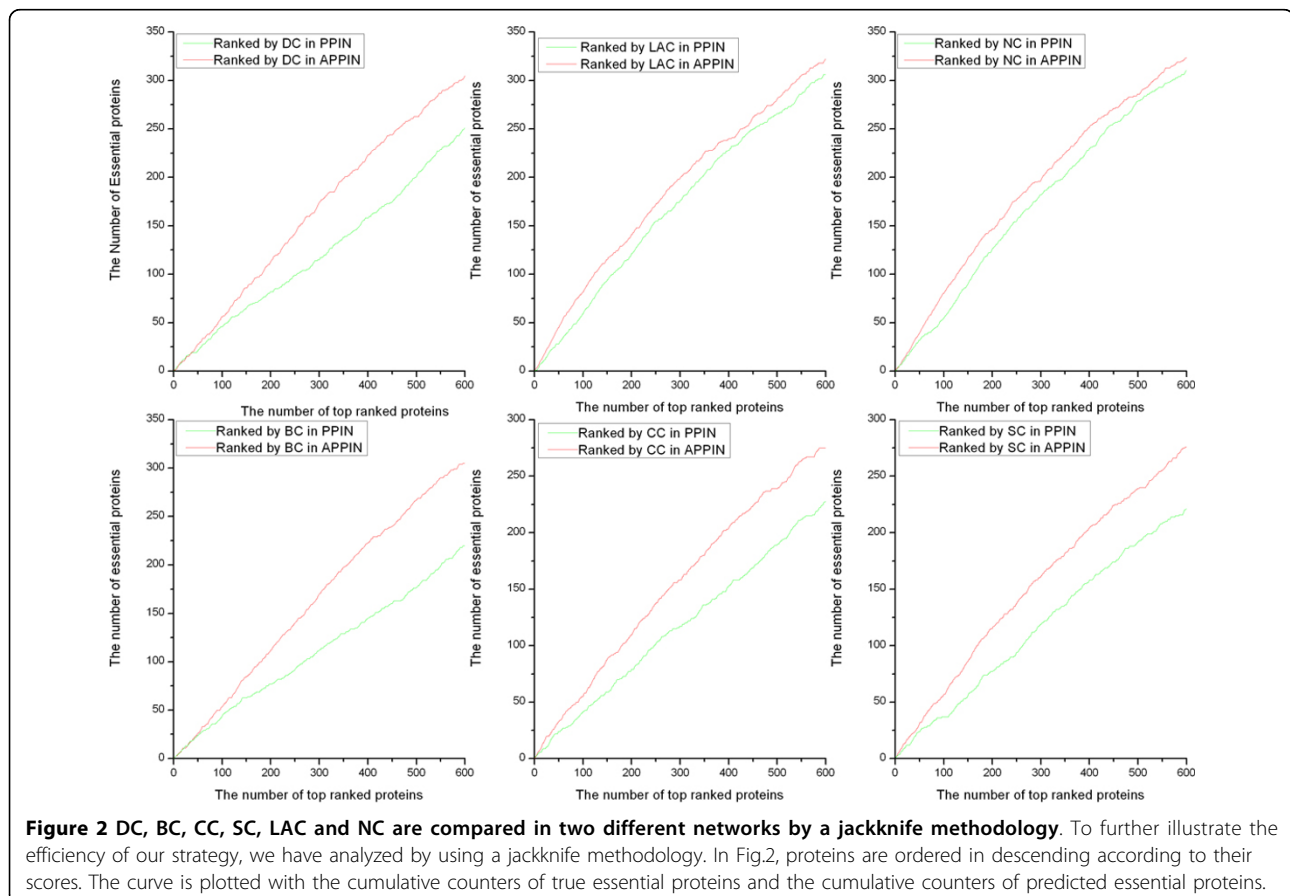 350
300
250
200
150
100
50
0
The Number of Essential proteins
Ranked by DC in PPIN
Ranked by DC in APPIN
0 100 200 300 400 500 600
The number of top ranked proteins
350
300
250
200
150
100
50
0
The number of essential proteins
Ranked by LAC in PPIN
Ranked by LAC in APPIN
0 100 200 300 400 500 600
The number of top ranked proteins
350
300
250
200
150
100
50
0
The number of essential proteins
Ranked by NC in PPIN
Ranked by NC in APPIN
0 100 200 300 400 500 600
The number of top ranked proteins
350
300
250
200
150
100
50
0
The number of essential proteins
Ranked by BC in PPIN
Ranked by BC in APPIN
0 100 200 300 400 500 600
The number of top ranked proteins
300
250
200
150
100
50
0
The number of essential proteins
Ranked by CC in PPIN
Ranked by CC in APPIN
0 100 200 300 400 500 600
The number of top ranked proteins
300
250
200
150
100
50
0
The number of essential proteins
Ranked by SC in PPIN
Ranked by SC in APPIN
0 100 200 300 400 500 600
The number of top ranked proteins
Figure 2 DC, BC, CC, SC, LAC and NC are compared in two different networks by a jackknife methodology. To further illustrate the
efficiency of our strategy, we have analyzed by using a jackknife methodology. In Fig.2, proteins are ordered in descending according to their
scores. The curve is plotted with the cumulative counters of true essential proteins and the cumulative counters of predicted essential proteins.